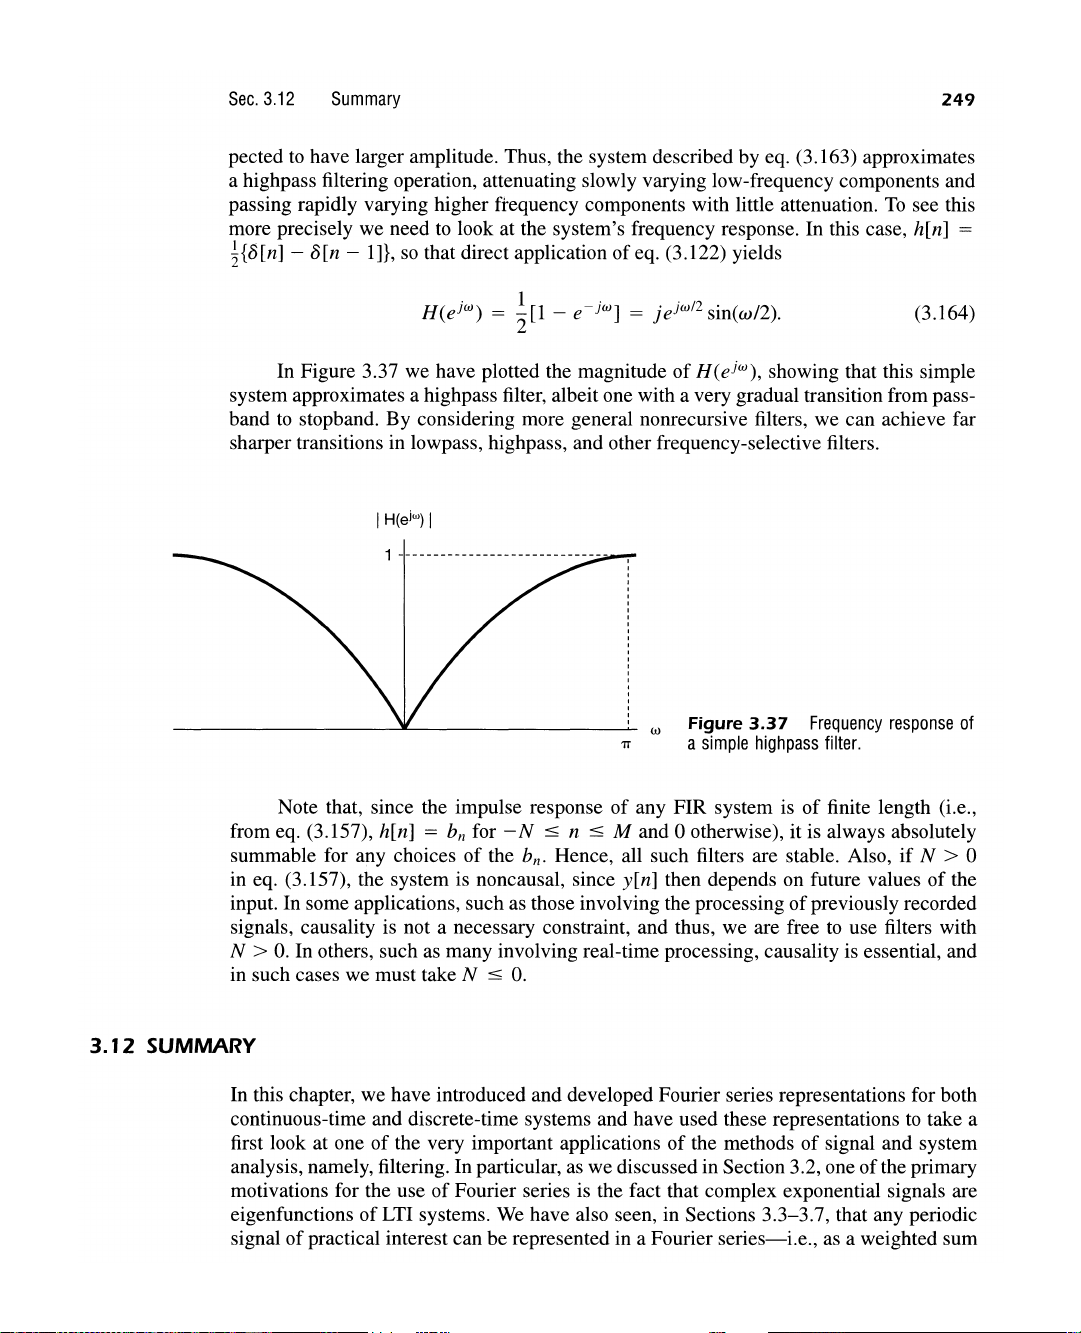 Sec. 3.12 Summary 249
pected to have larger amplitude. Thus, the system described by eq. (3.163) approximates
a highpass filtering operation, attenuating slowly varying low-frequency components and
passing rapidly varying higher frequency components with little attenuation. To see this
more precisely we need to look at the system's frequency response. In this case, h[n] =
½{δ[n] − δ[n − 1]}, so that direct application of eq. (3.122) yields
H(e^{jω}) = ½[1 − e^{−jω}] = je^{jω/2} sin(ω/2). (3.164)
In Figure 3.37 we have plotted the magnitude of H(e^{jω}), showing that this simple
system approximates a highpass filter, albeit one with a very gradual transition from pass-
band to stopband. By considering more general nonrecursive filters, we can achieve far
sharper transitions in lowpass, highpass, and other frequency-selective filters.
| H(e^{jω}) |
1
ω
π
Figure 3.37 Frequency response of
a simple highpass filter.
Note that, since the impulse response of any FIR system is of finite length (i.e.,
from eq. (3.157), h[n] = b_n for −N ≤ n ≤ M and 0 otherwise), it is always absolutely
summable for any choices of the b_n. Hence, all such filters are stable. Also, if N > 0
in eq. (3.157), the system is noncausal, since y[n] then depends on future values of the
input. In some applications, such as those involving the processing of previously recorded
signals, causality is not a necessary constraint, and thus, we are free to use filters with
N > 0. In others, such as many involving real-time processing, causality is essential, and
in such cases we must take N ≤ 0.
3.12 SUMMARY
In this chapter, we have introduced and developed Fourier series representations for both
continuous-time and discrete-time systems and have used these representations to take a
first look at one of the very important applications of the methods of signal and system
analysis, namely, filtering. In particular, as we discussed in Section 3.2, one of the primary
motivations for the use of Fourier series is the fact that complex exponential signals are
eigenfunctions of LTI systems. We have also seen, in Sections 3.3–3.7, that any periodic
signal of practical interest can be represented in a Fourier series—i.e., as a weighted sum